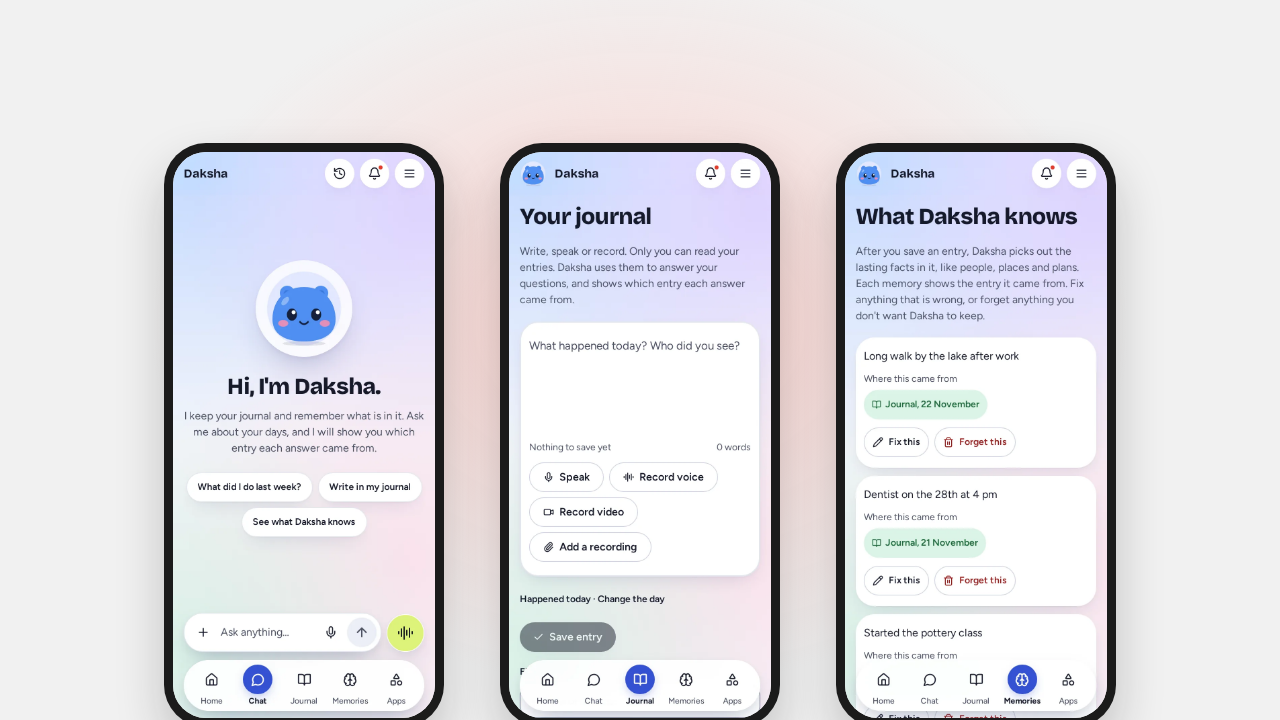 Daksha
Hi, I'm Daksha.
I keep your journal and remember what is in it. Ask
me about your days, and I will show you which
entry each answer came from.
What did I do last week?
Write in my journal
See what Daksha knows
Ask anything...
Home
Chat
Journal
Memories
Apps
Daksha
Your journal
Write, speak or record. Only you can read your
entries. Daksha uses them to answer your
questions, and shows which entry each answer
came from.
What happened today? Who did you see?
Nothing to save yet
0 words
Speak
Record voice
Record video
Add a recording
Happened today · Change the day
Save entry
Home
Chat
Journal
Memories
Apps
Daksha
What Daksha knows
After you save an entry, Daksha picks out the
lasting facts in it, like people, places and plans.
Each memory shows the entry it came from. Fix
anything that is wrong, or forget anything you
don't want Daksha to keep.
Long walk by the lake after work
Where this came from
Journal, 22 November
Fix this
Forget this
Dentist on the 28th at 4 pm
Where this came from
Journal, 21 November
Fix this
Forget this
Started the pottery class
Where this came from
Home
Chat
Journal
Memories
Apps